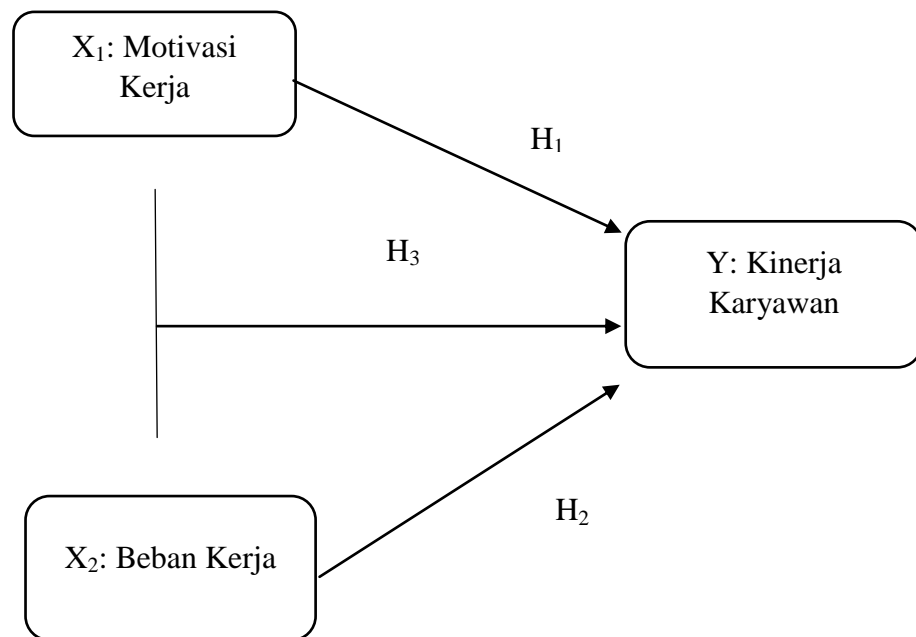 X₁: Motivasi
Kerja
H₁
H₃
Y: Kinerja
Karyawan
H₂
X₂: Beban Kerja